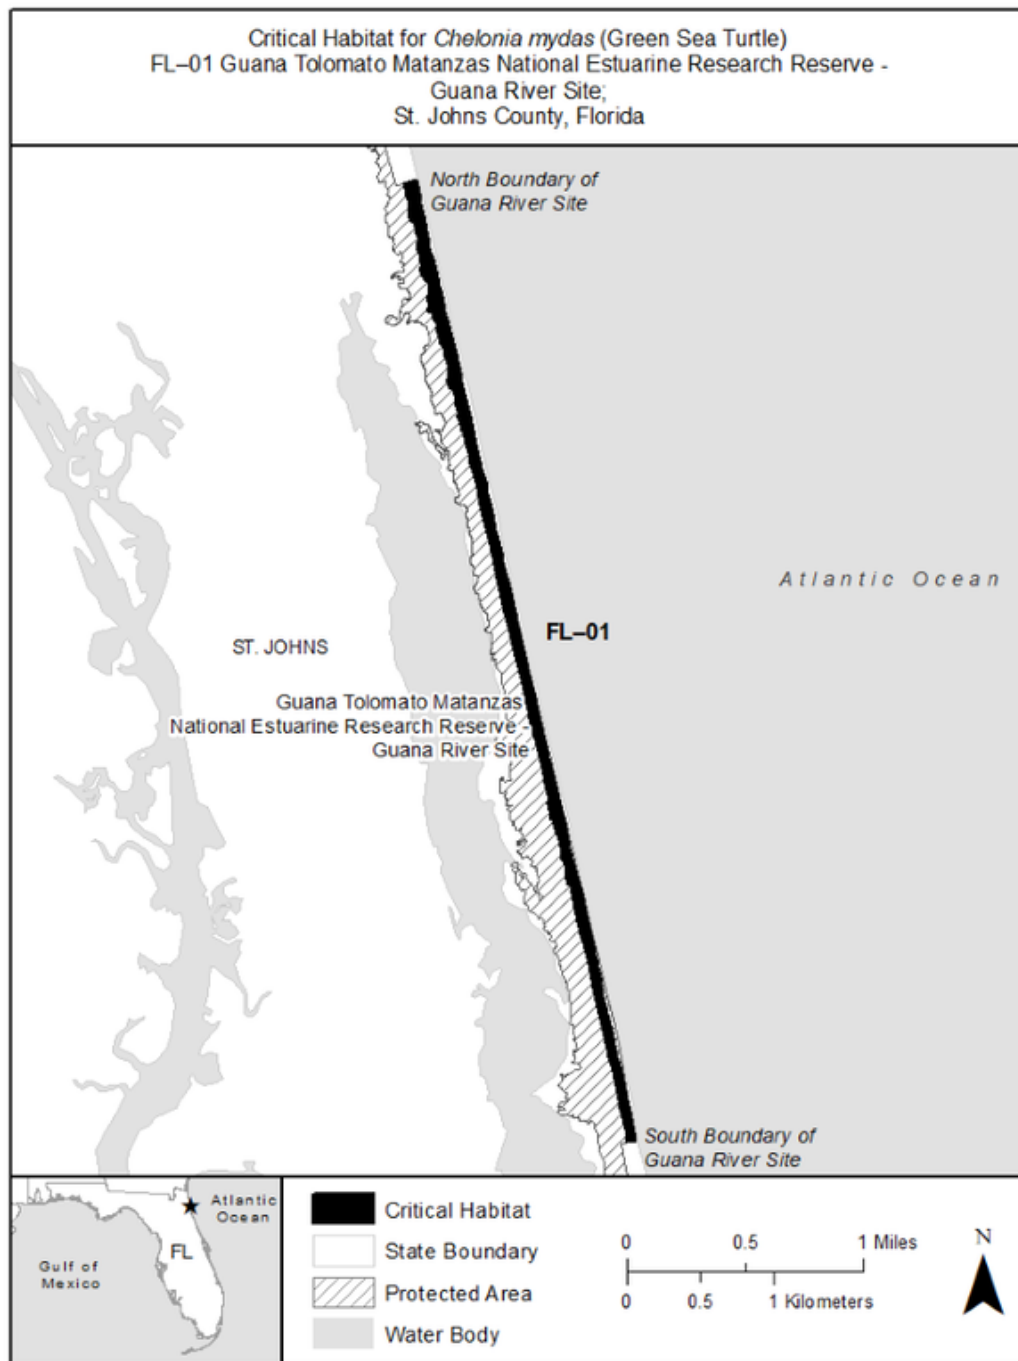 Critical Habitat for Chelonia mydas (Green Sea Turtle)
FL–01 Guana Tolomato Matanzas National Estuarine Research Reserve -
Guana River Site;
St. Johns County, Florida
North Boundary of
Guana River Site
Atlantic Ocean
FL–01
ST. JOHNS
Guana Tolomato Matanzas
National Estuarine Research Reserve -
Guana River Site
South Boundary of
Guana River Site
Atlantic
Ocean
FL
Gulf of
Mexico
Critical Habitat
State Boundary
Protected Area
Water Body
0 0.5 1 Miles
0 0.5 1 Kilometers
N